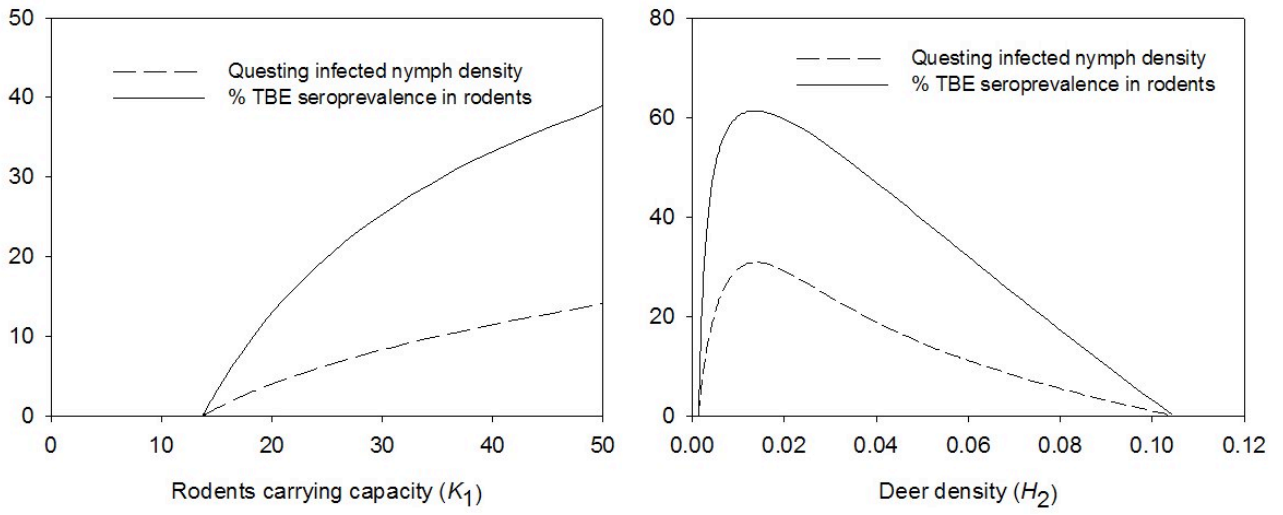 50
40
30
20
10
0
Questing infected nymph density
% TBE seroprevalence in rodents
0 10 20 30 40 50
Rodents carrying capacity (K1)
80
60
40
20
0
Questing infected nymph density
% TBE seroprevalence in rodents
0.00 0.02 0.04 0.06 0.08 0.10 0.12
Deer density (H2)